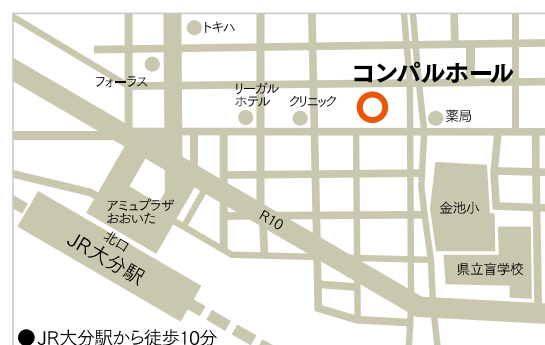 トキハ
フォーラス
コンパルホール
リーガル
ホテル
クリニック
薬局
アミュプラザ
おおいた
R10
金池小
北口
JR大分駅
県立盲学校
●JR大分駅から徒歩10分